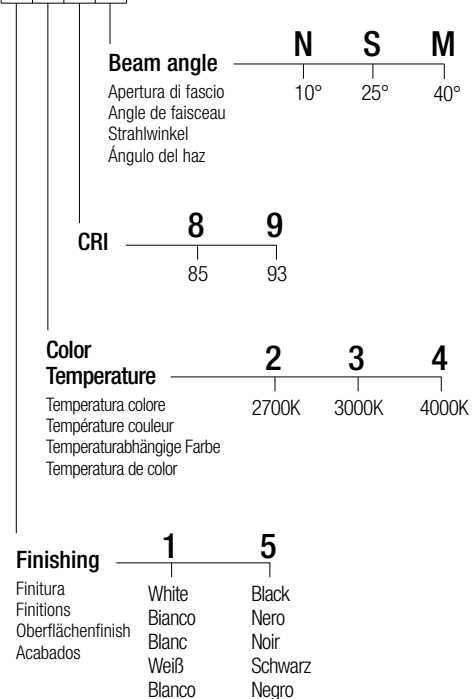 N S M
Beam angle
10° 25° 40°
Apertura di fascio
Angle de faisceau
Strahlwinkel
Ángulo del haz
8 9
CRI
85 93
Color
Temperature
2 3 4
2700K 3000K 4000K
Temperatura colore
Température couleur
Temperaturabhängige Farbe
Temperatura de color
1 5
Finishing
Finitura
Finitions
Oberflächenfinish
Acabados
White Black
Bianco Nero
Blanc Noir
Weiß Schwarz
Blanco Negro